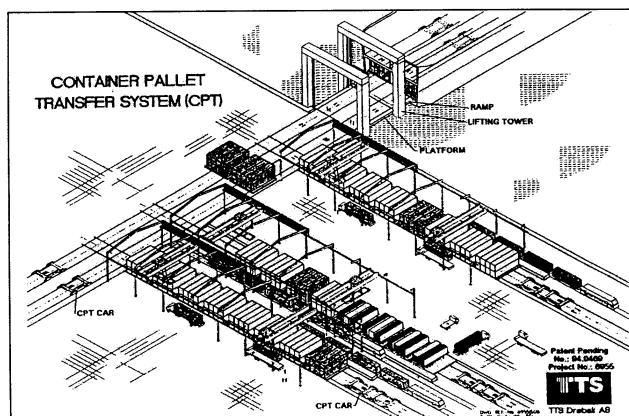 CONTAINER PALLET
TRANSFER SYSTEM (CPT)
RAMP
LIFTING TOWER
PLATFORM
CPT CAR
CPT CAR
Patent Pending
No.: 94.0469
Project No.: 8955
TTS
TTS Drøbak AB